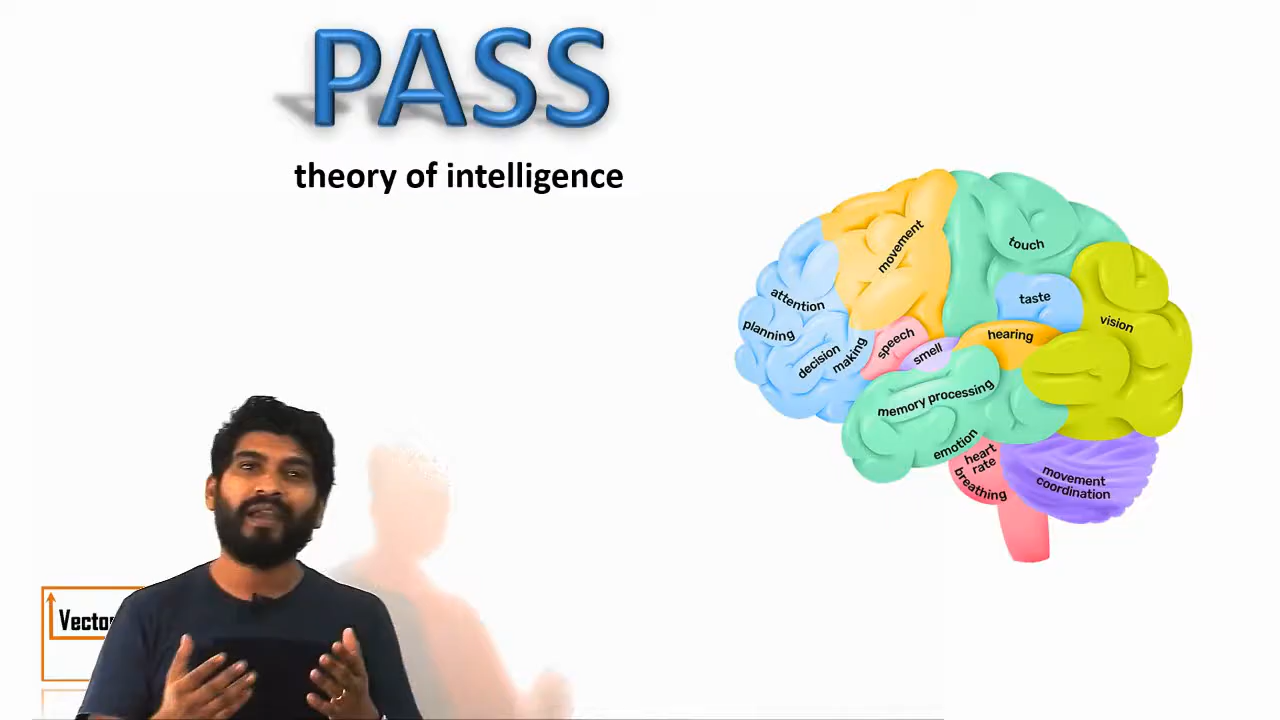 PASS
theory of intelligence
movement
touch
attention
taste
planning
vision
decision
making
speech
hearing
smell
memory processing
emotion
heart
rate
breathing
movement
coordination